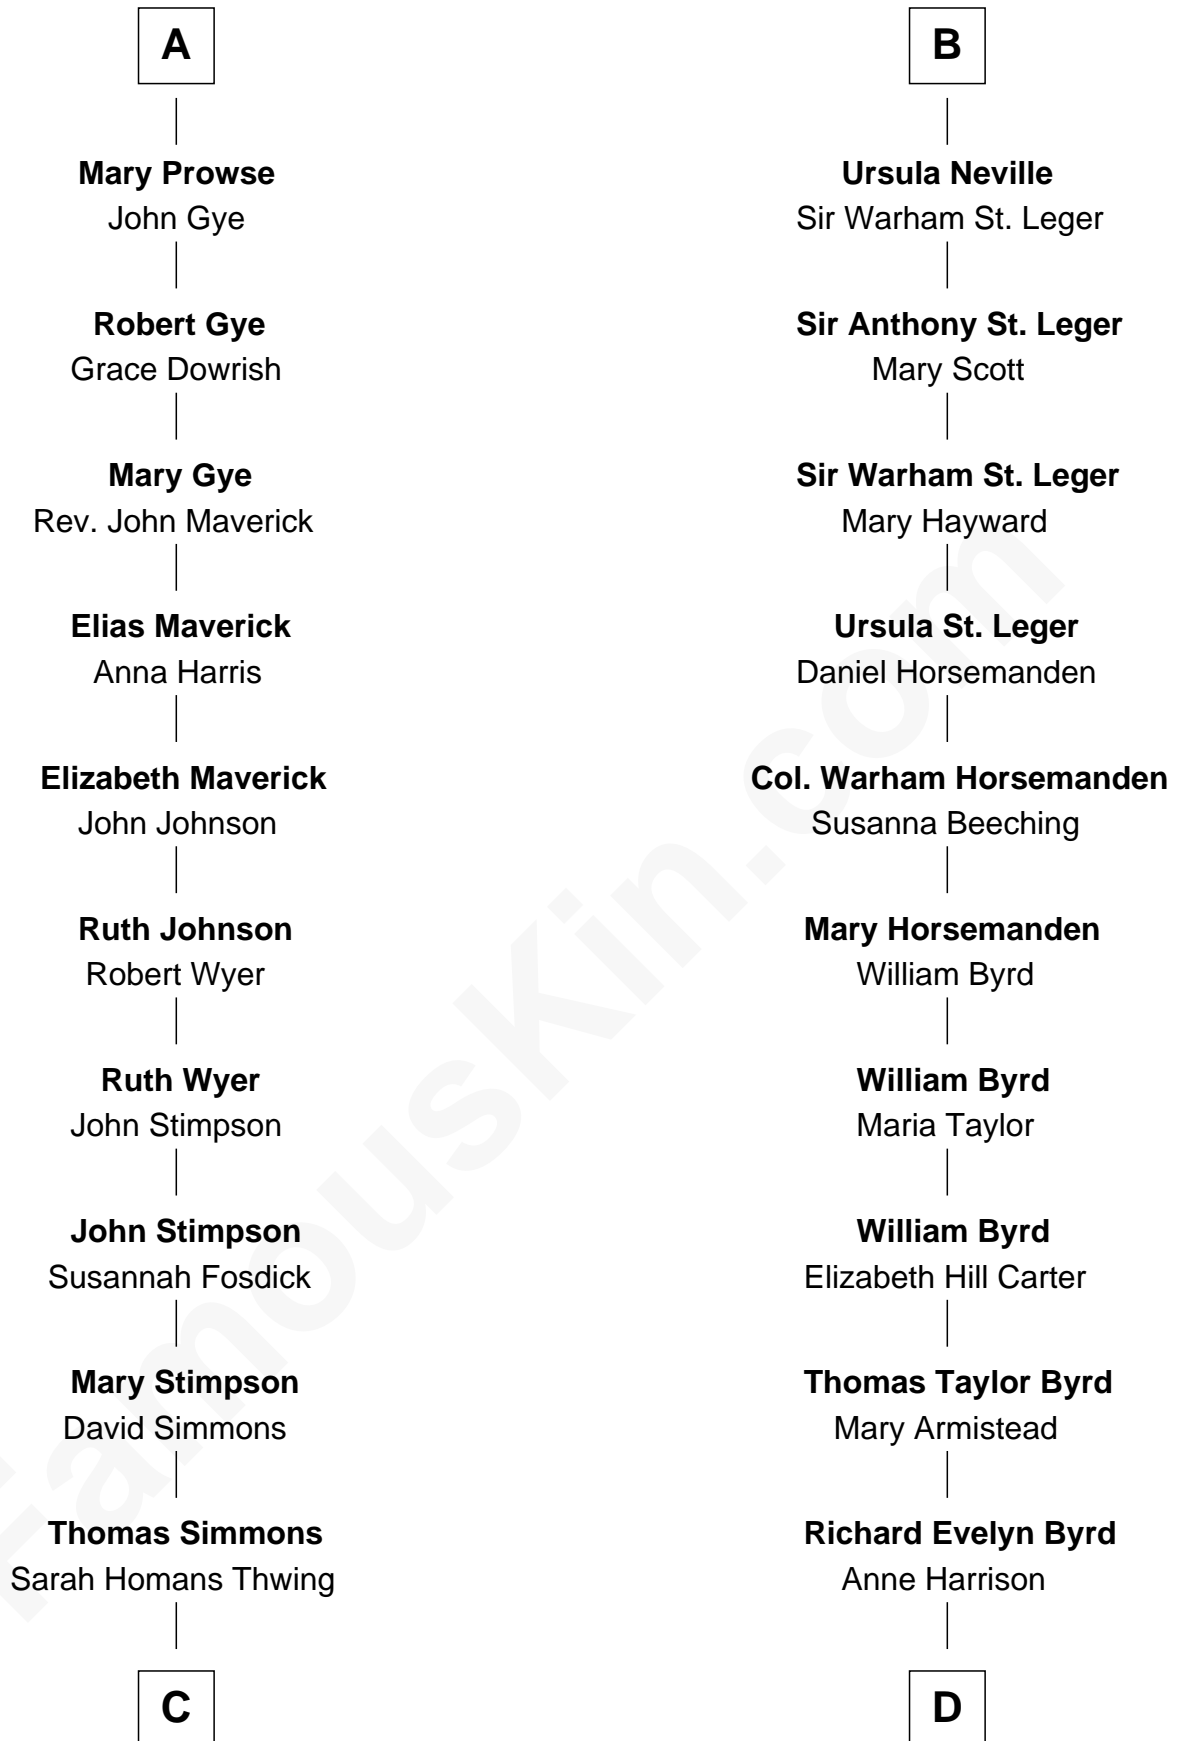 A
Mary Prowse
John Gye
Robert Gye
Grace Dowrish
Mary Gye
Rev. John Maverick
Elias Maverick
Anna Harris
Elizabeth Maverick
John Johnson
Ruth Johnson
Robert Wyer
Ruth Wyer
John Stimpson
John Stimpson
Susannah Fosdick
Mary Stimpson
David Simmons
Thomas Simmons
Sarah Homans Thwing
C
B
Ursula Neville
Sir Warham St. Leger
Sir Anthony St. Leger
Mary Scott
Sir Warham St. Leger
Mary Hayward
Ursula St. Leger
Daniel Horsemanden
Col. Warham Horsemanden
Susanna Beeching
Mary Horsemanden
William Byrd
William Byrd
Maria Taylor
William Byrd
Elizabeth Hill Carter
Thomas Taylor Byrd
Mary Armistead
Richard Evelyn Byrd
Anne Harrison
D
FamousKin.com